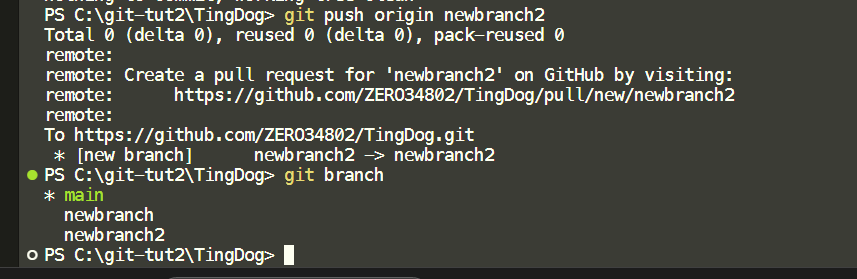 PS C:\git-tut2\TingDog> git push origin newbranch2
Total 0 (delta 0), reused 0 (delta 0), pack-reused 0
remote:
remote: Create a pull request for 'newbranch2' on GitHub by visiting:
remote:      https://github.com/ZERO34802/TingDog/pull/new/newbranch2
remote:
To https://github.com/ZERO34802/TingDog.git
 * [new branch]      newbranch2 -> newbranch2
PS C:\git-tut2\TingDog> git branch
* main
  newbranch
  newbranch2
PS C:\git-tut2\TingDog>